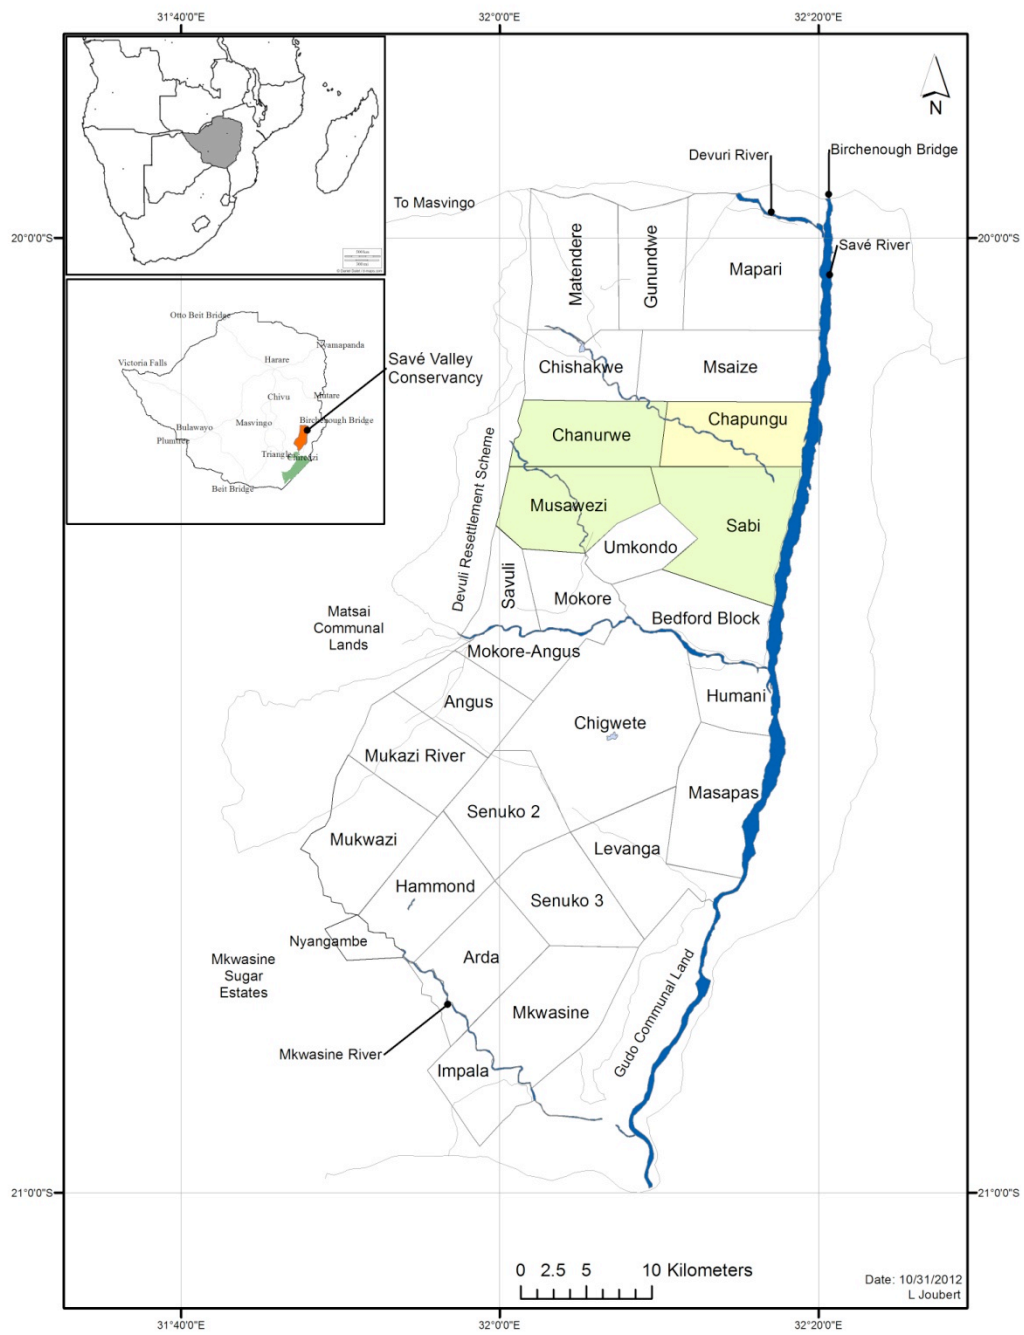 31°40'0"E
32°0'0"E
32°20'0"E
N
Devuri River
Birchenough Bridge
To Masvingo
20°0'0"S
20°0'0"S
Savé River
Matendere
Gunundwe
Mapari
Otto Beit Bridge
Nyamapanda
Victoria Falls
Harare
Savé Valley
Conservancy
Chivu
Mutare
Masvingo
Birchenough Bridge
Bulawayo
Plumtree
Triangle
Beit Bridge
Chishakwe
Msaize
Chanurwe
Chapungu
Devuli Resettlement Scheme
Musawezi
Sabi
Umkondo
Savuli
Mokore
Bedford Block
Matsai
Communal
Lands
Mokore-Angus
Angus
Humani
Chigwete
Mukazi River
Masapas
Senuko 2
Mukwazi
Levanga
Hammond
Senuko 3
Nyangambe
Arda
Mkwasine
Sugar
Estates
Gudo Communal Land
Mkwasine
Mkwasine River
Impala
21°0'0"S
21°0'0"S
0 2.5 5 10 Kilometers
Date: 10/31/2012
L Joubert
31°40'0"E
32°0'0"E
32°20'0"E